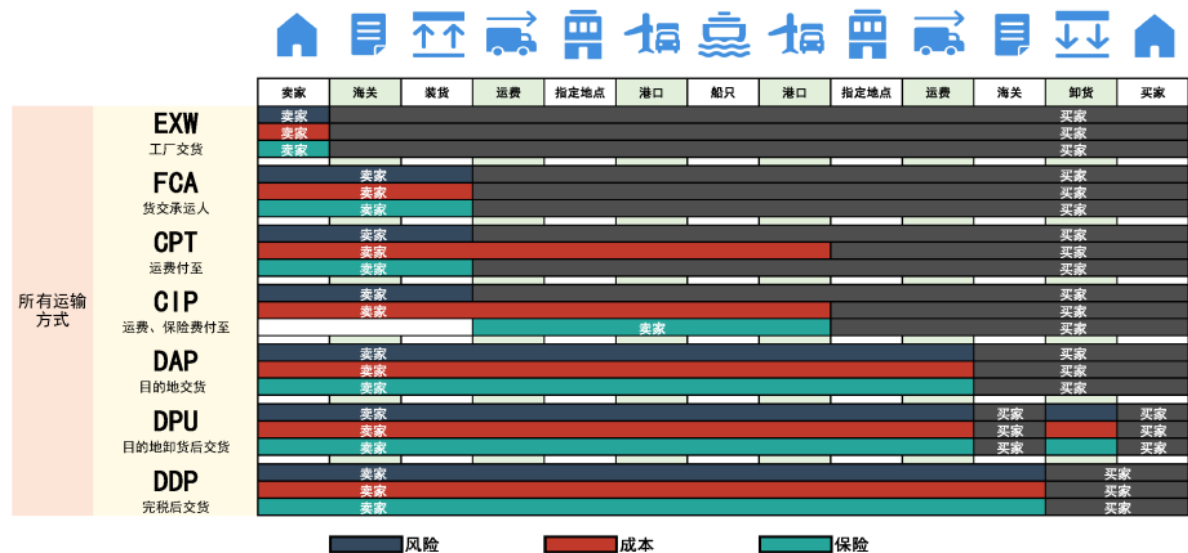 卖家 海关 装货 运费 指定地点 港口 船只 港口 指定地点 运费 海关 卸货 买家
所有运输
方式
EXW
工厂交货
卖家 买家
卖家 买家
卖家 买家
FCA
货交承运人
卖家 买家
卖家 买家
卖家 买家
CPT
运费付至
卖家 买家
卖家 买家
卖家 买家
CIP
运费、保险费付至
卖家 买家
卖家 买家
卖家 买家
DAP
目的地交货
卖家 买家
卖家 买家
卖家 买家
DPU
目的地卸货后交货
卖家 买家 买家
卖家 买家 买家
卖家 买家 买家
DDP
完税后交货
卖家 买家
卖家 买家
卖家 买家
风险 成本 保险